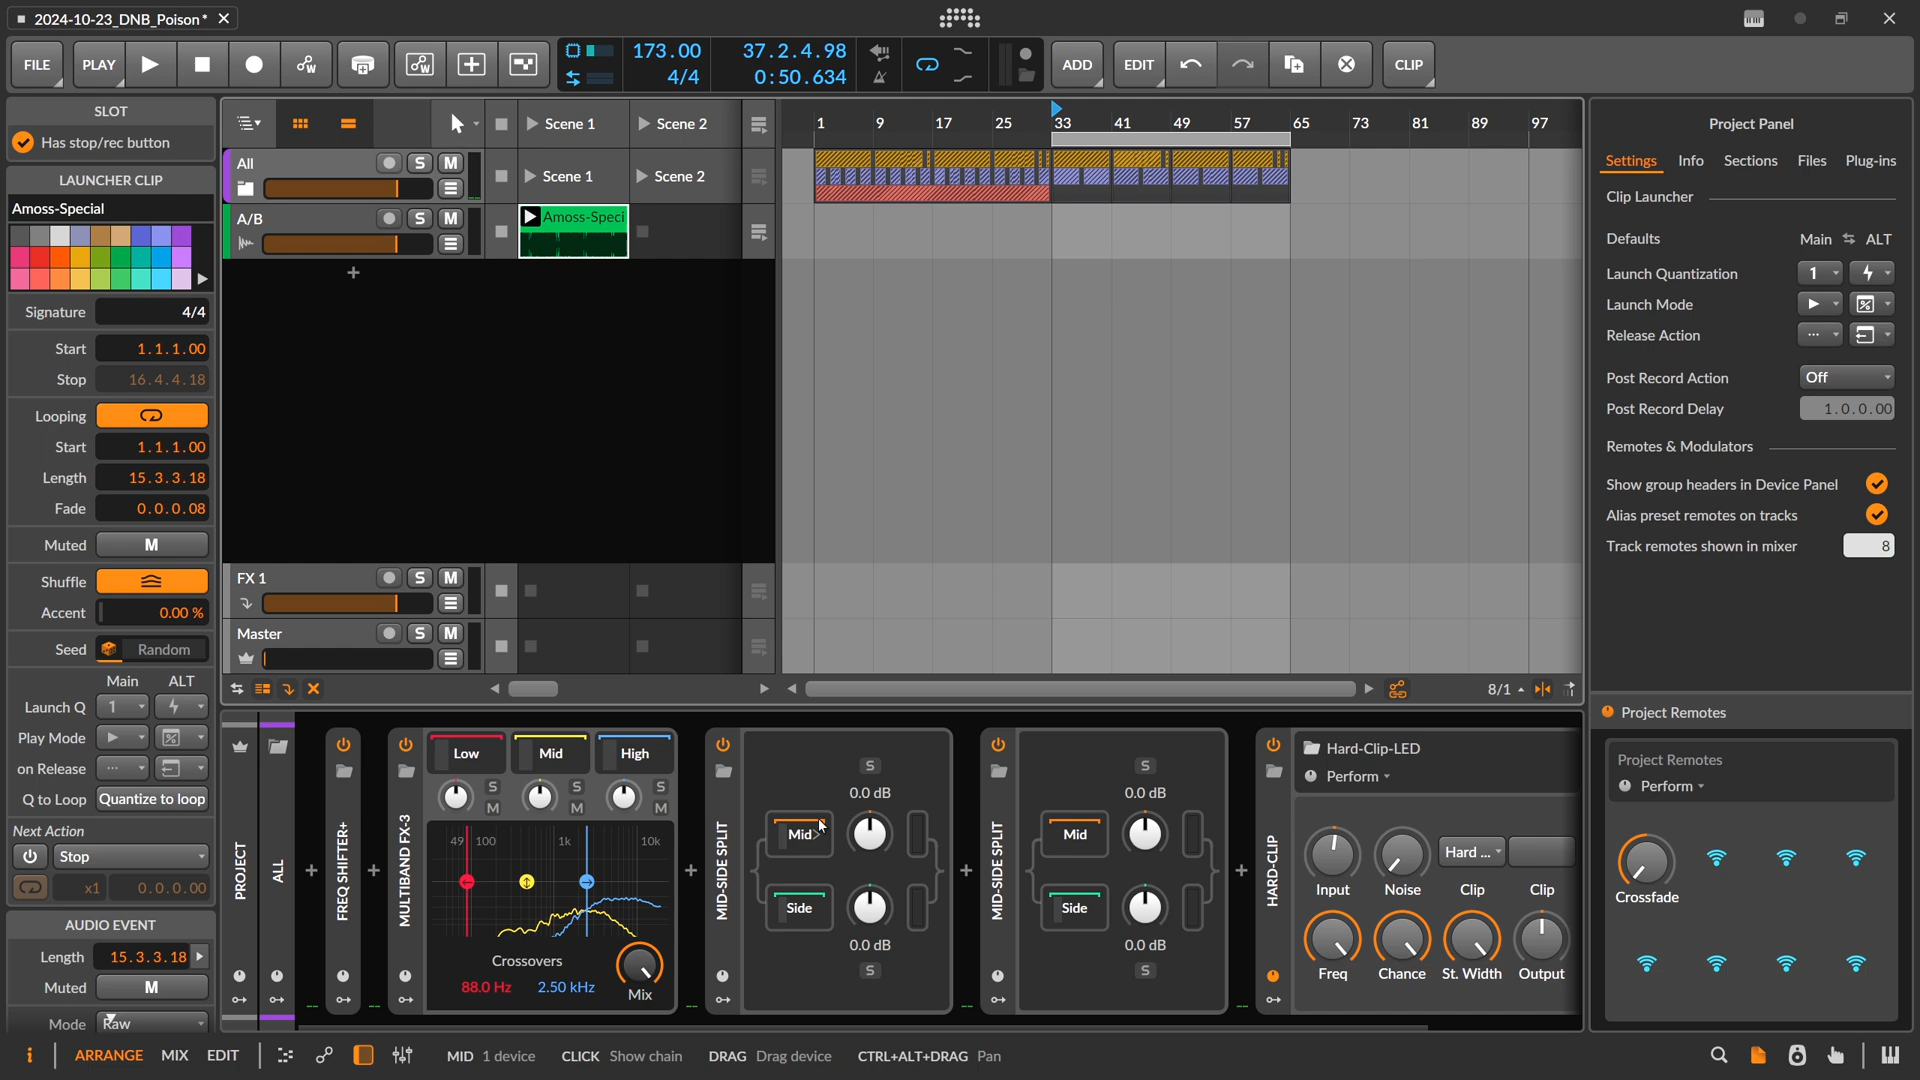 2024-10-23_DNB_Poison*
FILE PLAY 173.00 4/4 37.2.4.98 0:50.634 ADD EDIT CLIP
SLOT
Has stop/rec button
LAUNCHER CLIP
Amoss-Special
Signature 4/4
Start 1.1.1.00
Stop 16.4.4.18
Looping
Start 1.1.1.00
Length 15.3.3.18
Fade 0.0.0.08
Muted M
Shuffle
Accent 0.00 %
Seed Random
Main ALT
Launch Q 1
Play Mode
on Release ...
Q to Loop Quantize to loop
Next Action
Stop
x1 0.0.0.00
AUDIO EVENT
Length 15.3.3.18
Muted M
Mode Raw
Scene 1 Scene 2
All S M Scene 1 Scene 2
A/B S M Amoss-Speci
+
FX 1 S M
Master S M
1 9 17 25 33 41 49 57 65 73 81 89 97
8/1
Project Panel
Settings Info Sections Files Plug-ins
Clip Launcher
Defaults Main ALT
Launch Quantization 1
Launch Mode
Release Action ...
Post Record Action Off
Post Record Delay 1.0.0.00
Remotes & Modulators
Show group headers in Device Panel
Alias preset remotes on tracks
Track remotes shown in mixer 8
Project Remotes
Project Remotes
Perform
Crossfade
PROJECT
ALL
FREQ SHIFTER+
MULTIBAND FX-3
Low Mid High
S S S
M M M
49 100 1k 10k
Crossovers
88.0 Hz 2.50 kHz
Mix
MID-SIDE SPLIT
S
0.0 dB
Mid
Side
0.0 dB
S
MID-SIDE SPLIT
S
0.0 dB
Mid
Side
0.0 dB
S
HARD-CLIP
Hard-Clip-LED
Perform
Hard ...
Input Noise Clip Clip
Freq Chance St. Width Output
i ARRANGE MIX EDIT MID 1 device CLICK Show chain DRAG Drag device CTRL+ALT+DRAG Pan